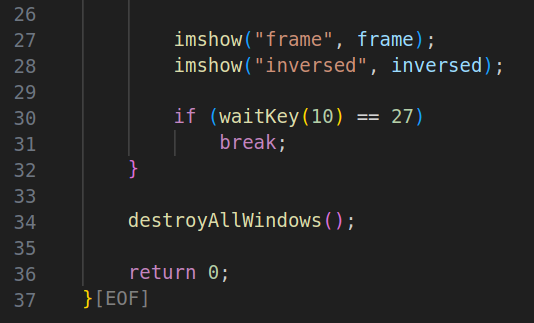 26
27 imshow("frame", frame);
28 imshow("inversed", inversed);
29
30 if (waitKey(10) == 27)
31 break;
32 }
33
34 destroyAllWindows();
35
36 return 0;
37 }[EOF]